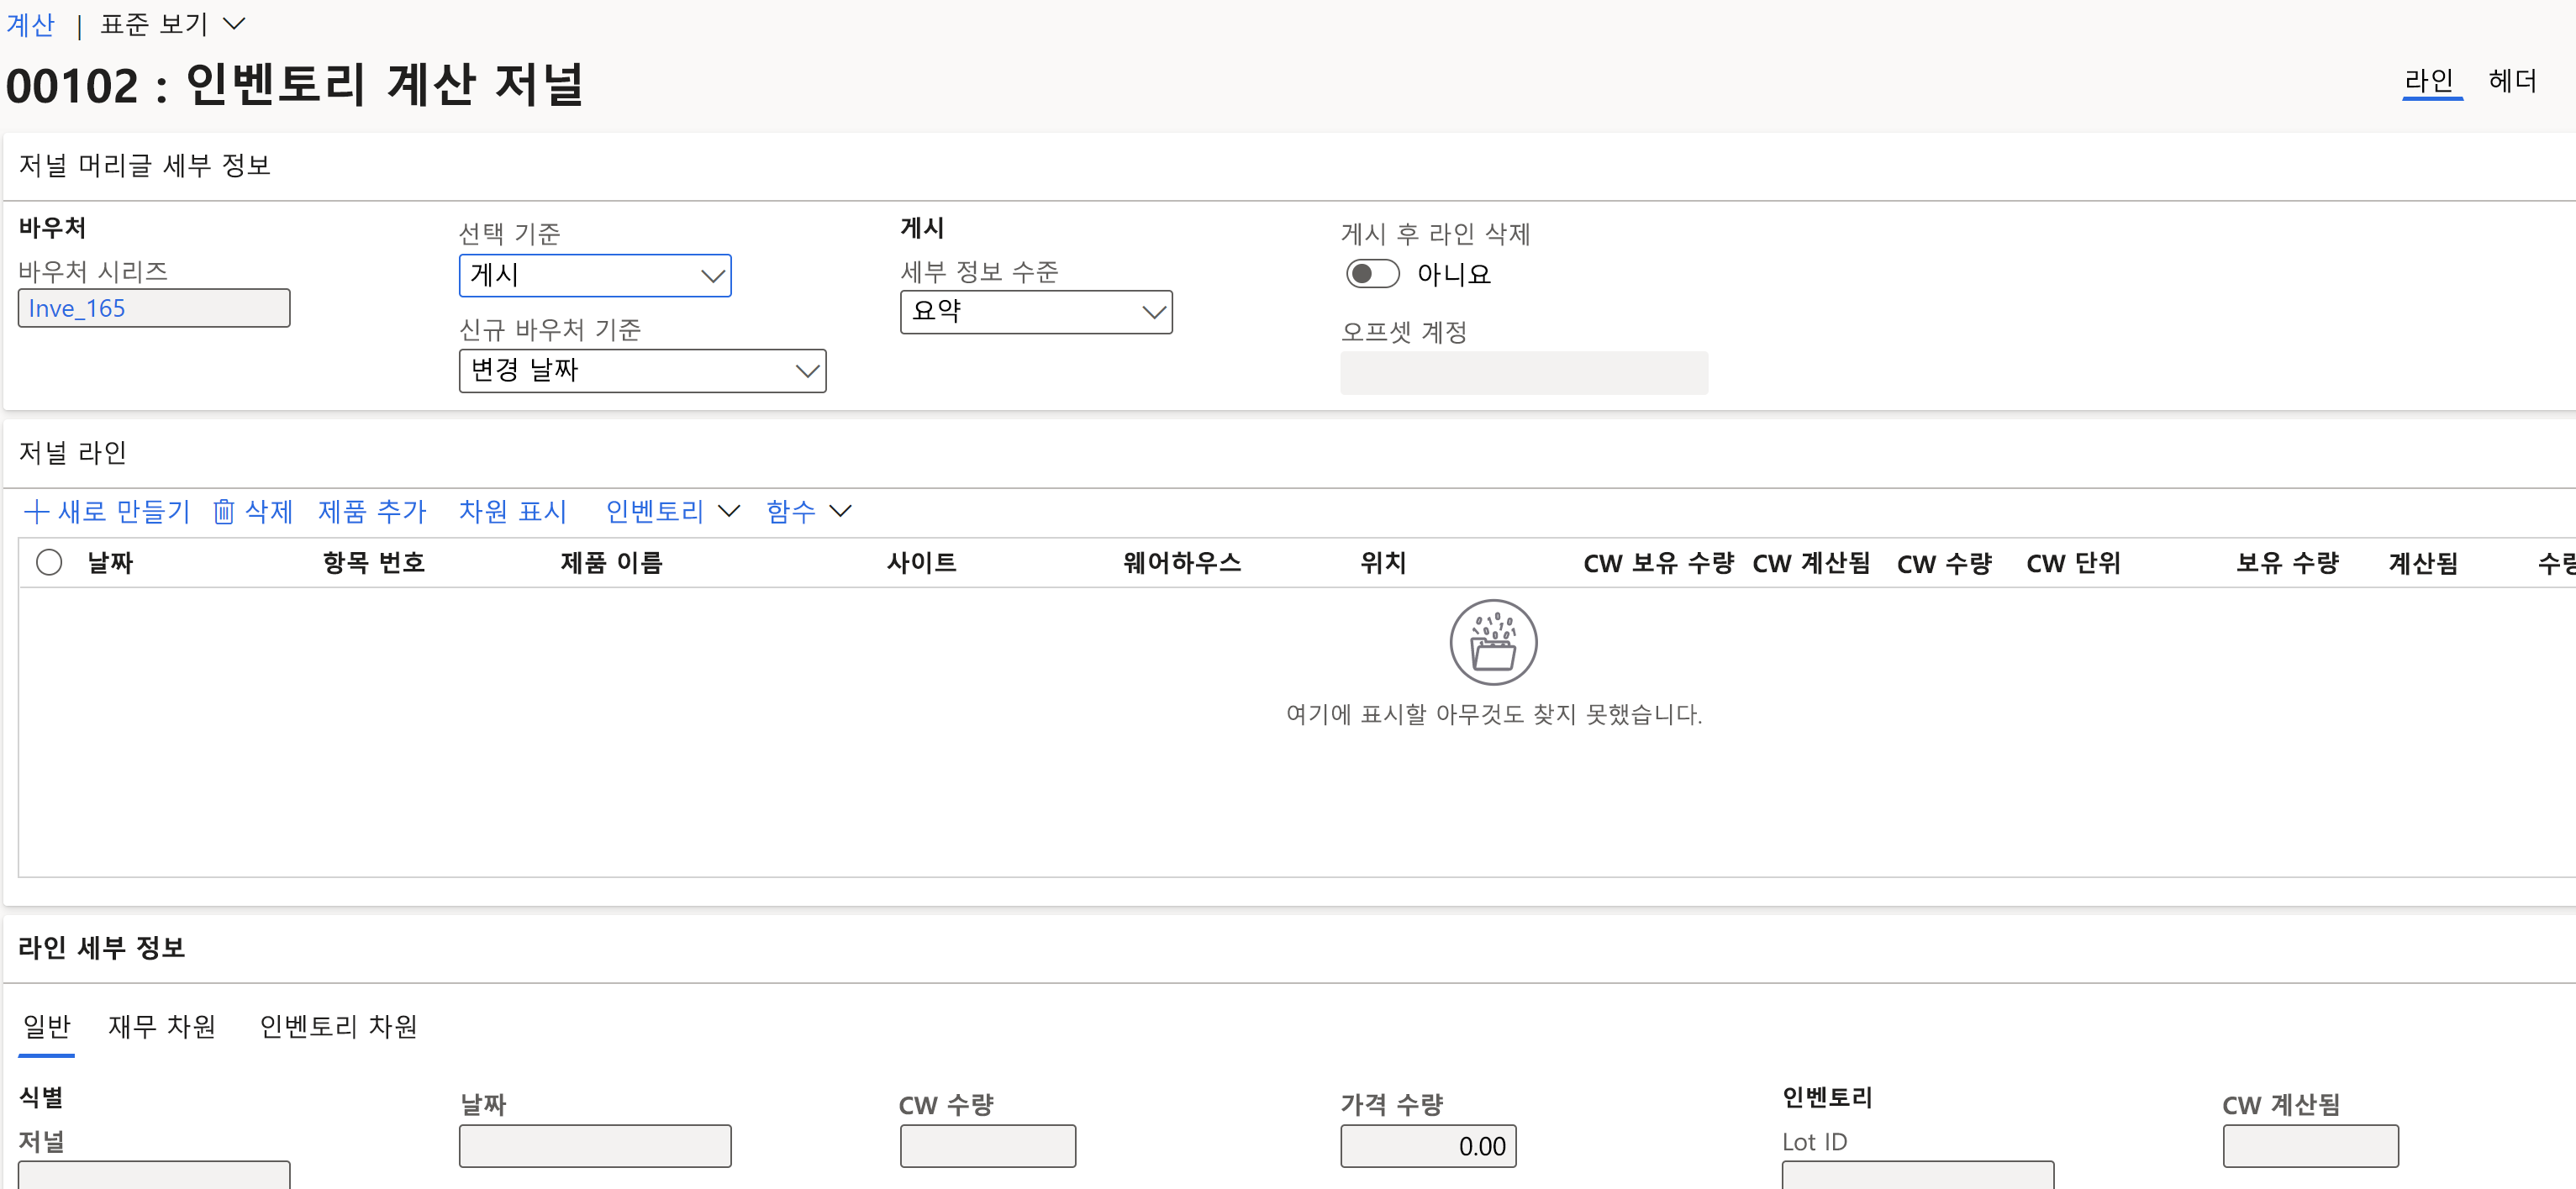 계산 | 표준 보기
00102 : 인벤토리 계산 저널
라인 헤더
저널 머리글 세부 정보
바우처
바우처 시리즈
Inve_165
선택 기준
게시
신규 바우처 기준
변경 날짜
게시
세부 정보 수준
요약
게시 후 라인 삭제
아니요
오프셋 계정
저널 라인
새로 만들기 삭제 제품 추가 차원 표시 인벤토리 함수
날짜 항목 번호 제품 이름 사이트 웨어하우스 위치 CW 보유 수량 CW 계산됨 CW 수량 CW 단위 보유 수량 계산됨
여기에 표시할 아무것도 찾지 못했습니다.
라인 세부 정보
일반 재무 차원 인벤토리 차원
식별
저널
날짜
CW 수량
가격 수량
0.00
인벤토리
Lot ID
CW 계산됨